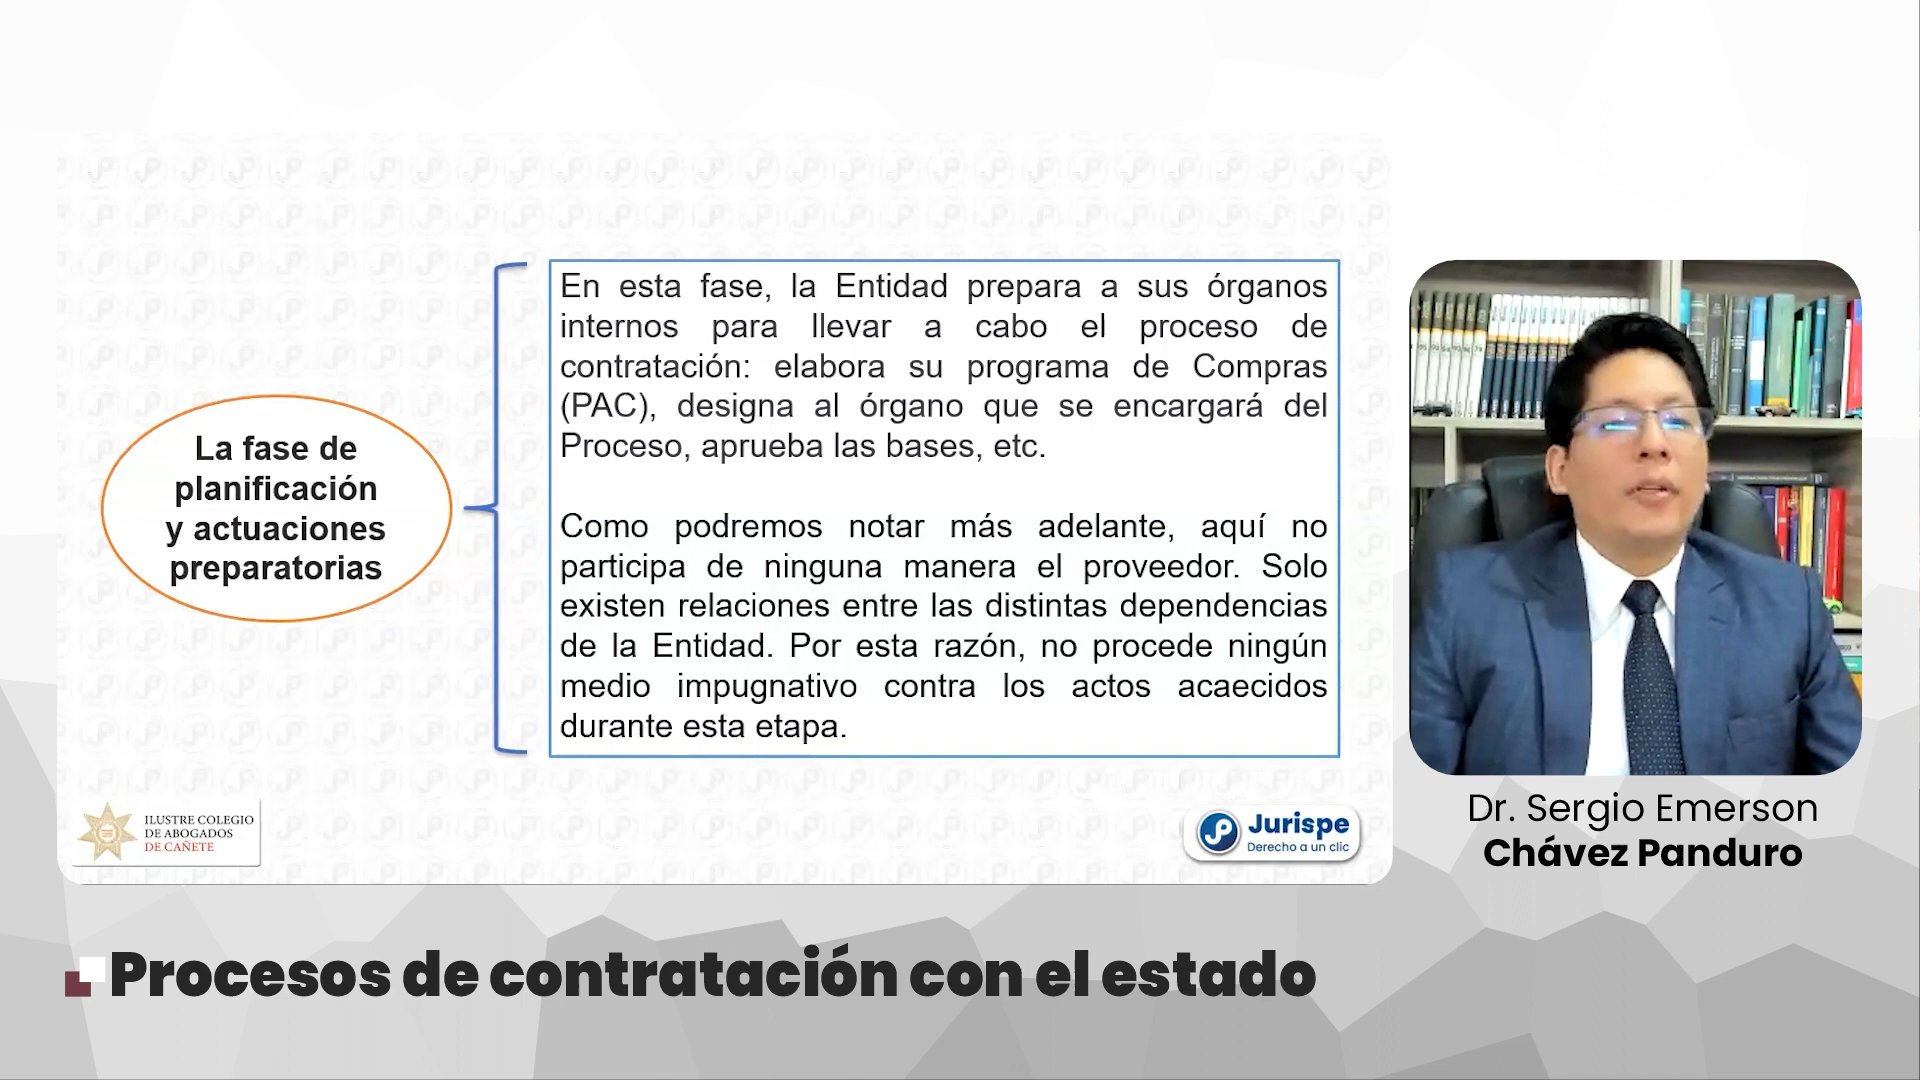 La fase de
planificación
y actuaciones
preparatorias
En esta fase, la Entidad prepara a sus órganos
internos para llevar a cabo el proceso de
contratación: elabora su programa de Compras
(PAC), designa al órgano que se encargará del
Proceso, aprueba las bases, etc.
Como podremos notar más adelante, aquí no
participa de ninguna manera el proveedor. Solo
existen relaciones entre las distintas dependencias
de la Entidad. Por esta razón, no procede ningún
medio impugnativo contra los actos acaecidos
durante esta etapa.
ILUSTRE COLEGIO
DE ABOGADOS
DE CAÑETE
Jurispe
Derecho a un clic
Dr. Sergio Emerson
Chávez Panduro
Procesos de contratación con el estado